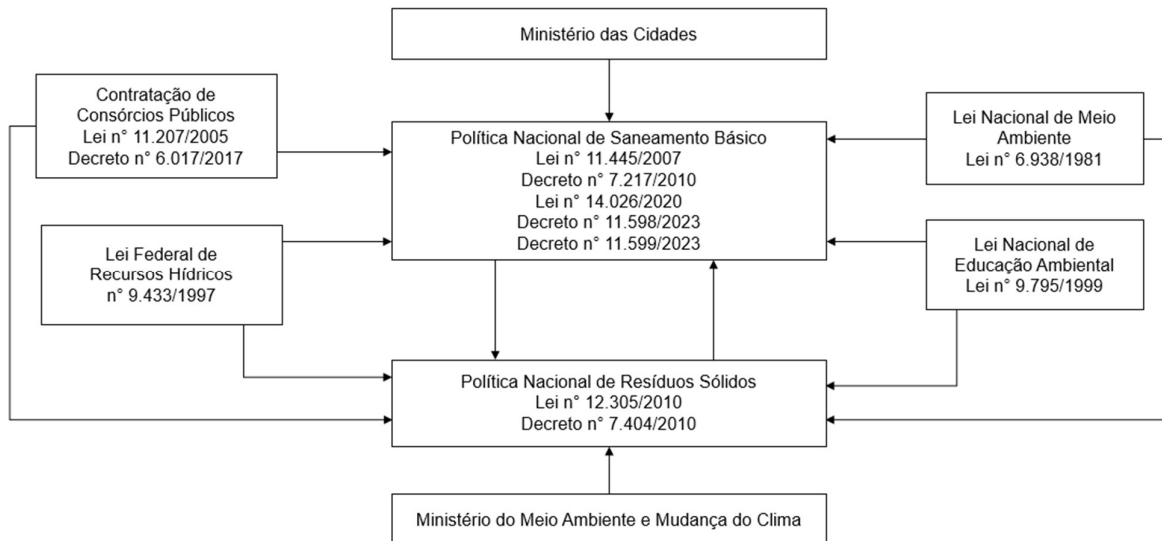 Ministério das Cidades
Contratação de
Consórcios Públicos
Lei n° 11.207/2005
Decreto n° 6.017/2017
Política Nacional de Saneamento Básico
Lei n° 11.445/2007
Decreto n° 7.217/2010
Lei n° 14.026/2020
Decreto n° 11.598/2023
Decreto n° 11.599/2023
Lei Nacional de Meio
Ambiente
Lei n° 6.938/1981
Lei Federal de
Recursos Hídricos
n° 9.433/1997
Lei Nacional de
Educação Ambiental
Lei n° 9.795/1999
Política Nacional de Resíduos Sólidos
Lei n° 12.305/2010
Decreto n° 7.404/2010
Ministério do Meio Ambiente e Mudança do Clima